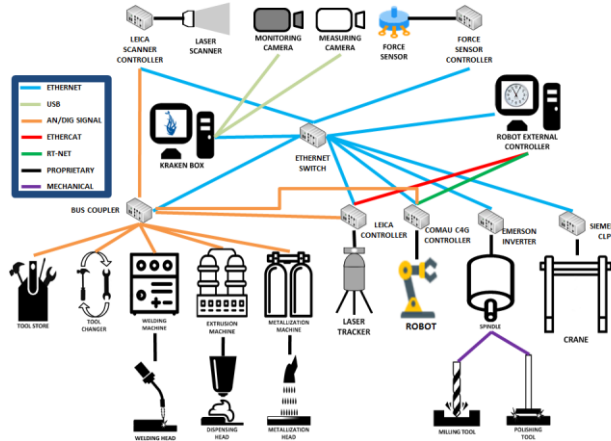 LEICA
SCANNER
CONTROLLER
LASER
SCANNER
MONITORING
CAMERA
MEASURING
CAMERA
FORCE
SENSOR
FORCE
SENSOR
CONTROLLER
ETHERNET
USB
AN/DIG SIGNAL
ETHERCAT
RT-NET
PROPRIETARY
MECHANICAL
KRAKEN BOX
ETHERNET
SWITCH
ROBOT EXTERNAL
CONTROLLER
BUS COUPLER
LEICA
CONTROLLER
COMAU C4G
CONTROLLER
EMERSON
INVERTER
SIEME
CLP
TOOL STORE
TOOL
CHANGER
WELDING
MACHINE
EXTRUSION
MACHINE
METALLIZATION
MACHINE
LASER
TRACKER
ROBOT
SPINDLE
CRANE
WELDING HEAD
DISPENSING
HEAD
METALLIZATION
HEAD
MILLING TOOL
POLISHING
TOOL